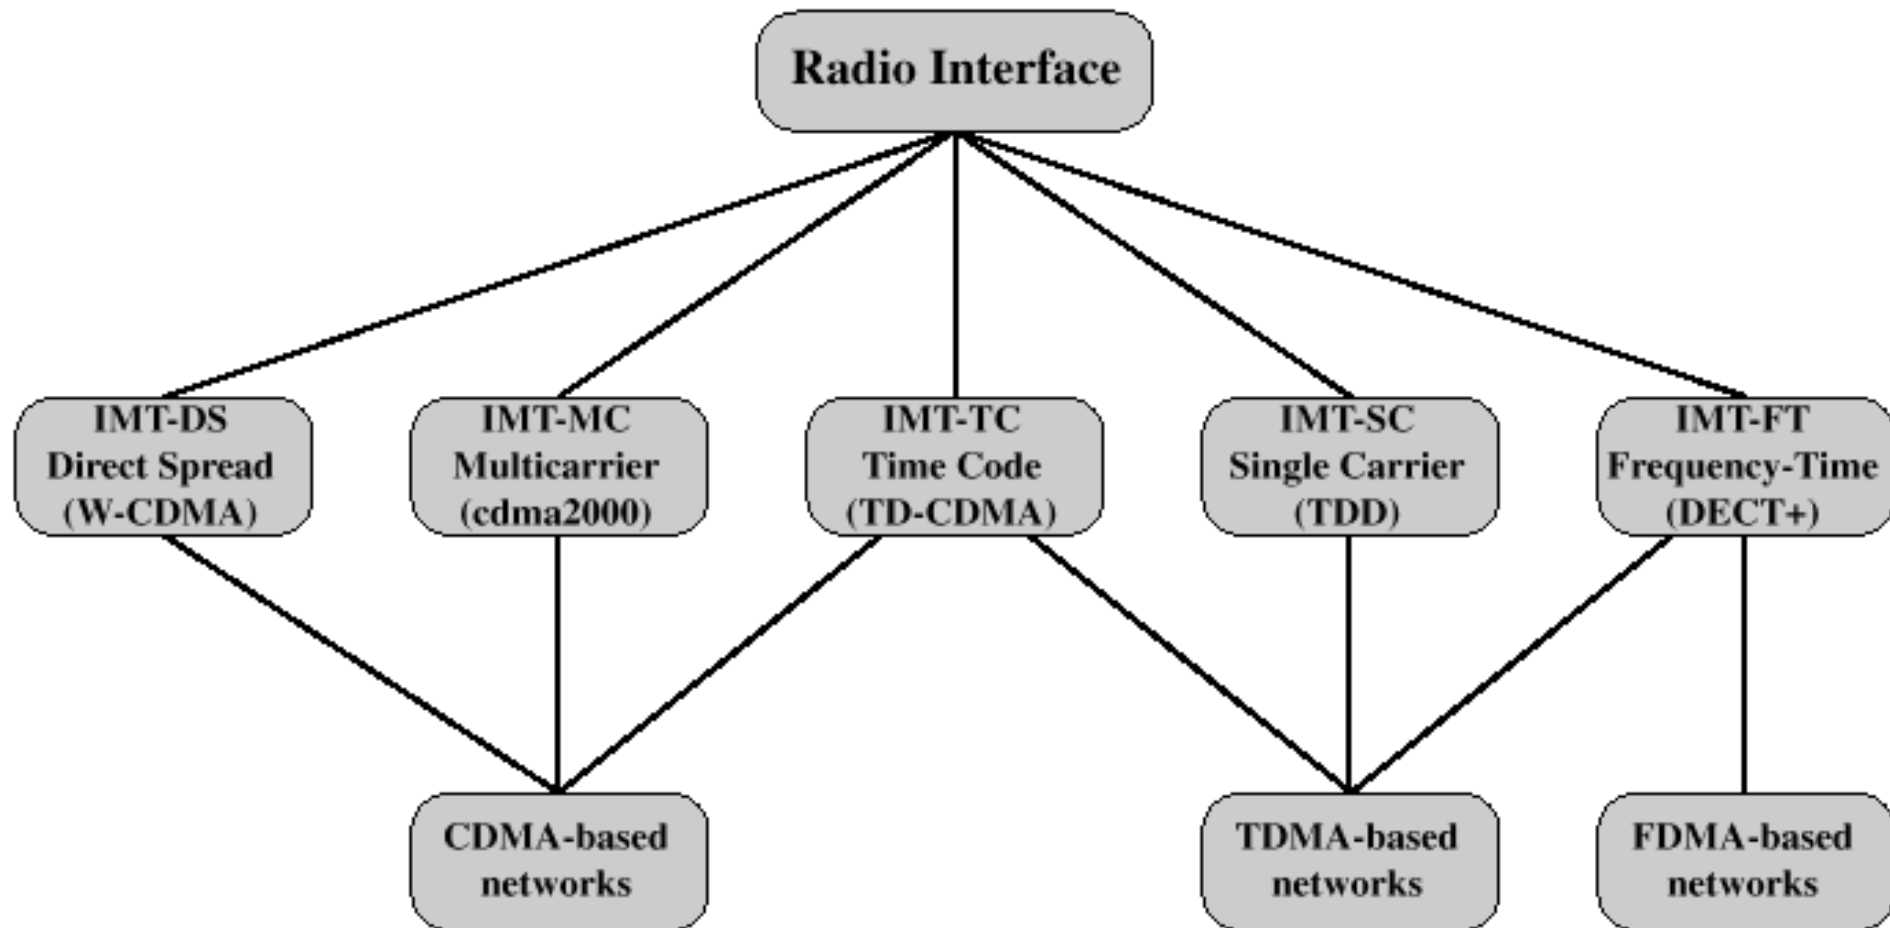 Radio Interface
IMT-DS
Direct Spread
(W-CDMA)
IMT-MC
Multicarrier
(cdma2000)
IMT-TC
Time Code
(TD-CDMA)
IMT-SC
Single Carrier
(TDD)
IMT-FT
Frequency-Time
(DECT+)
CDMA-based
networks
TDMA-based
networks
FDMA-based
networks